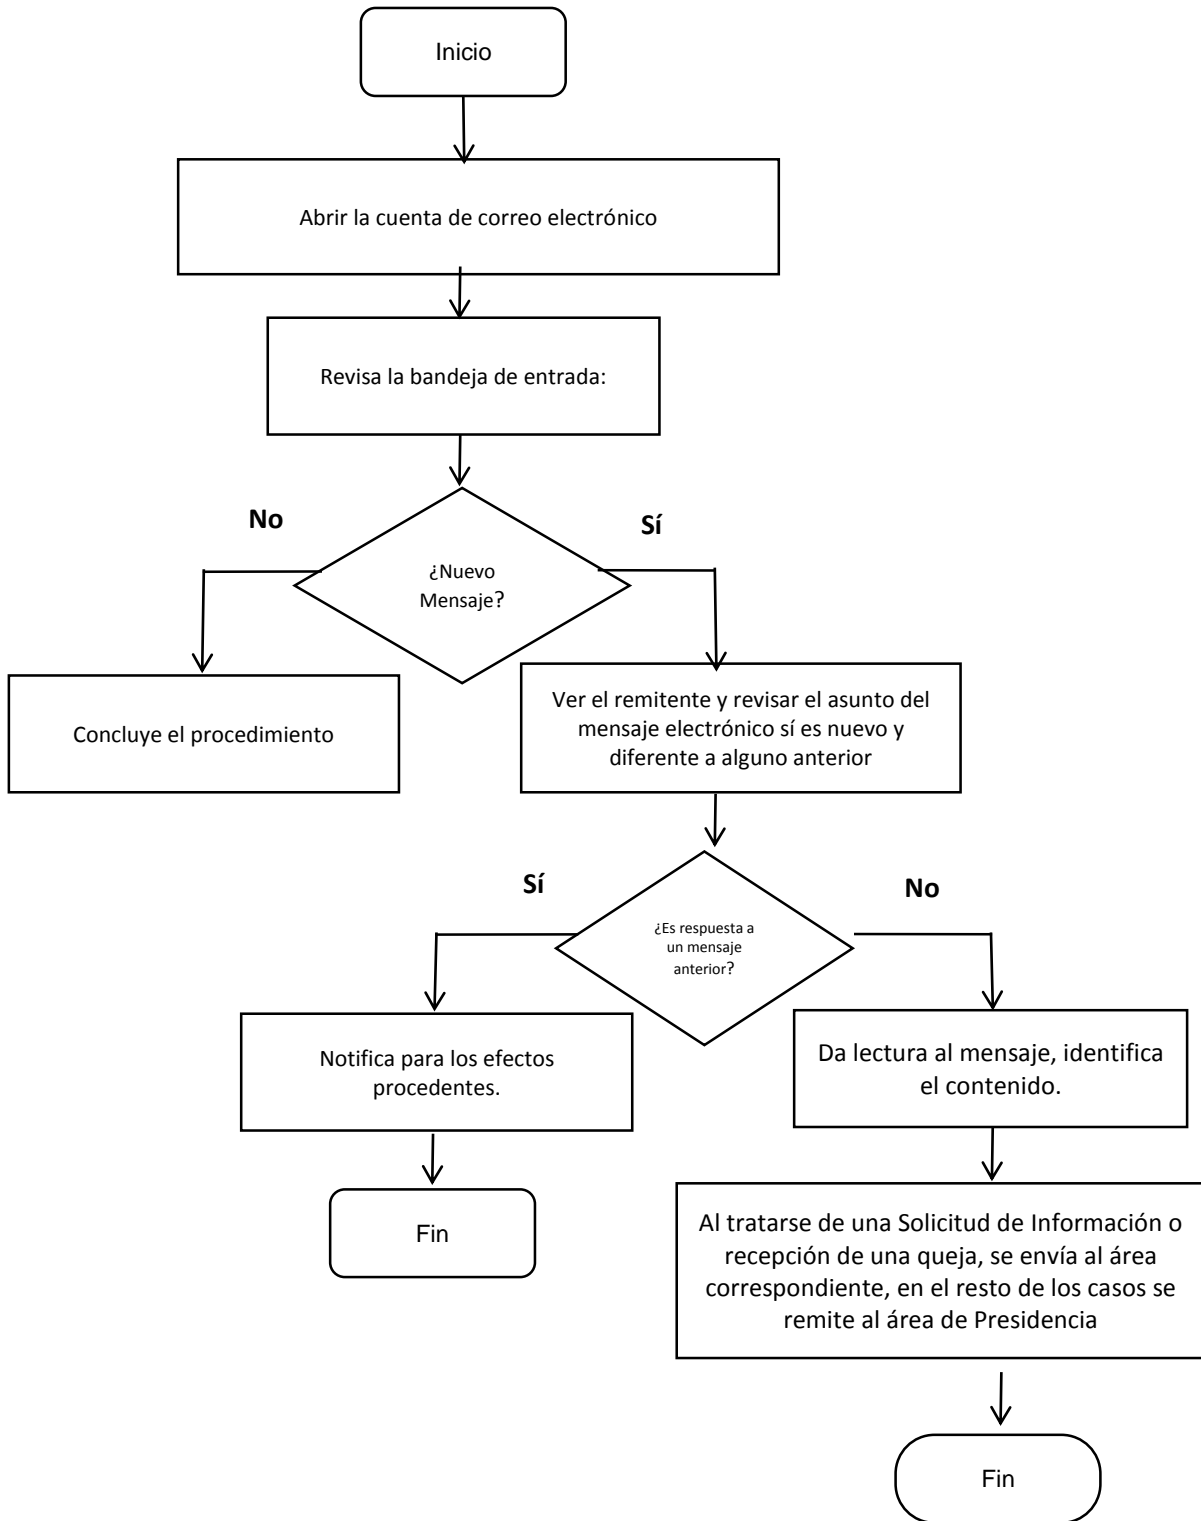 Inicio
Abrir la cuenta de correo electrónico
Revisa la bandeja de entrada:
No
Sí
¿Nuevo
Mensaje?
Concluye el procedimiento
Ver el remitente y revisar el asunto del
mensaje electrónico sí es nuevo y
diferente a alguno anterior
Sí
No
¿Es respuesta a
un mensaje
anterior?
Notifica para los efectos
procedentes.
Da lectura al mensaje, identifica
el contenido.
Fin
Al tratarse de una Solicitud de Información o
recepción de una queja, se envía al área
correspondiente, en el resto de los casos se
remite al área de Presidencia
Fin